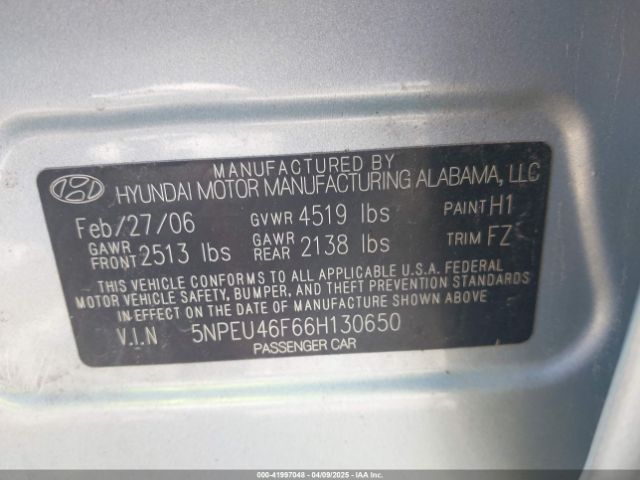 MANUFACTURED BY
HYUNDAI MOTOR MANUFACTURING ALABAMA, LLC
Feb/27/06 GVWR 4519 lbs PAINT H1
GAWR FRONT 2513 lbs GAWR REAR 2138 lbs TRIM FZ
THIS VEHICLE CONFORMS TO ALL APPLICABLE U.S.A. FEDERAL
MOTOR VEHICLE SAFETY, BUMPER, AND THEFT PREVENTION STANDARDS
IN EFFECT ON THE DATE OF MANUFACTURE SHOWN ABOVE.
V.I.N 5NPEU46F66H130650
PASSENGER CAR
000-41997048 - 04/09/2025 - IAAI.COM